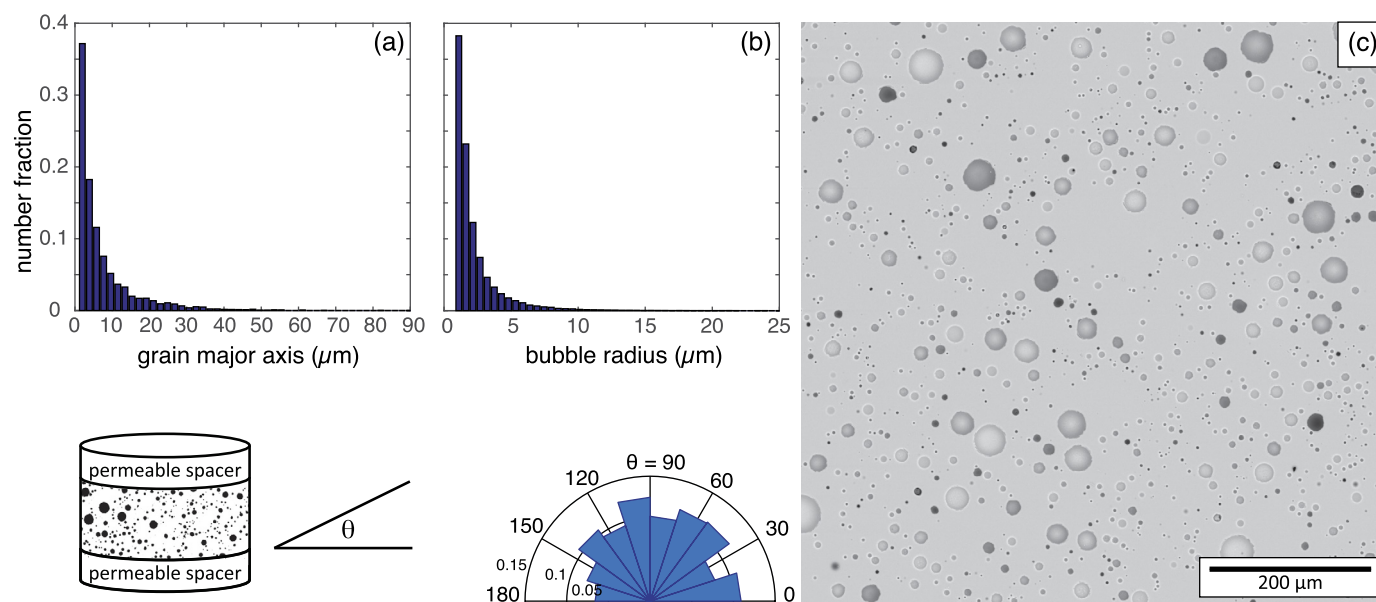 (a)
0.4
0.3
0.2
0.1
0
number fraction
0 10 20 30 40 50 60 70 80 90
grain major axis (µm)
(b)
0 5 10 15 20 25
bubble radius (µm)
(c)
200 µm
permeable spacer
permeable spacer
θ
θ = 90
120
60
150
30
0.15
0.1
0.05
180
0